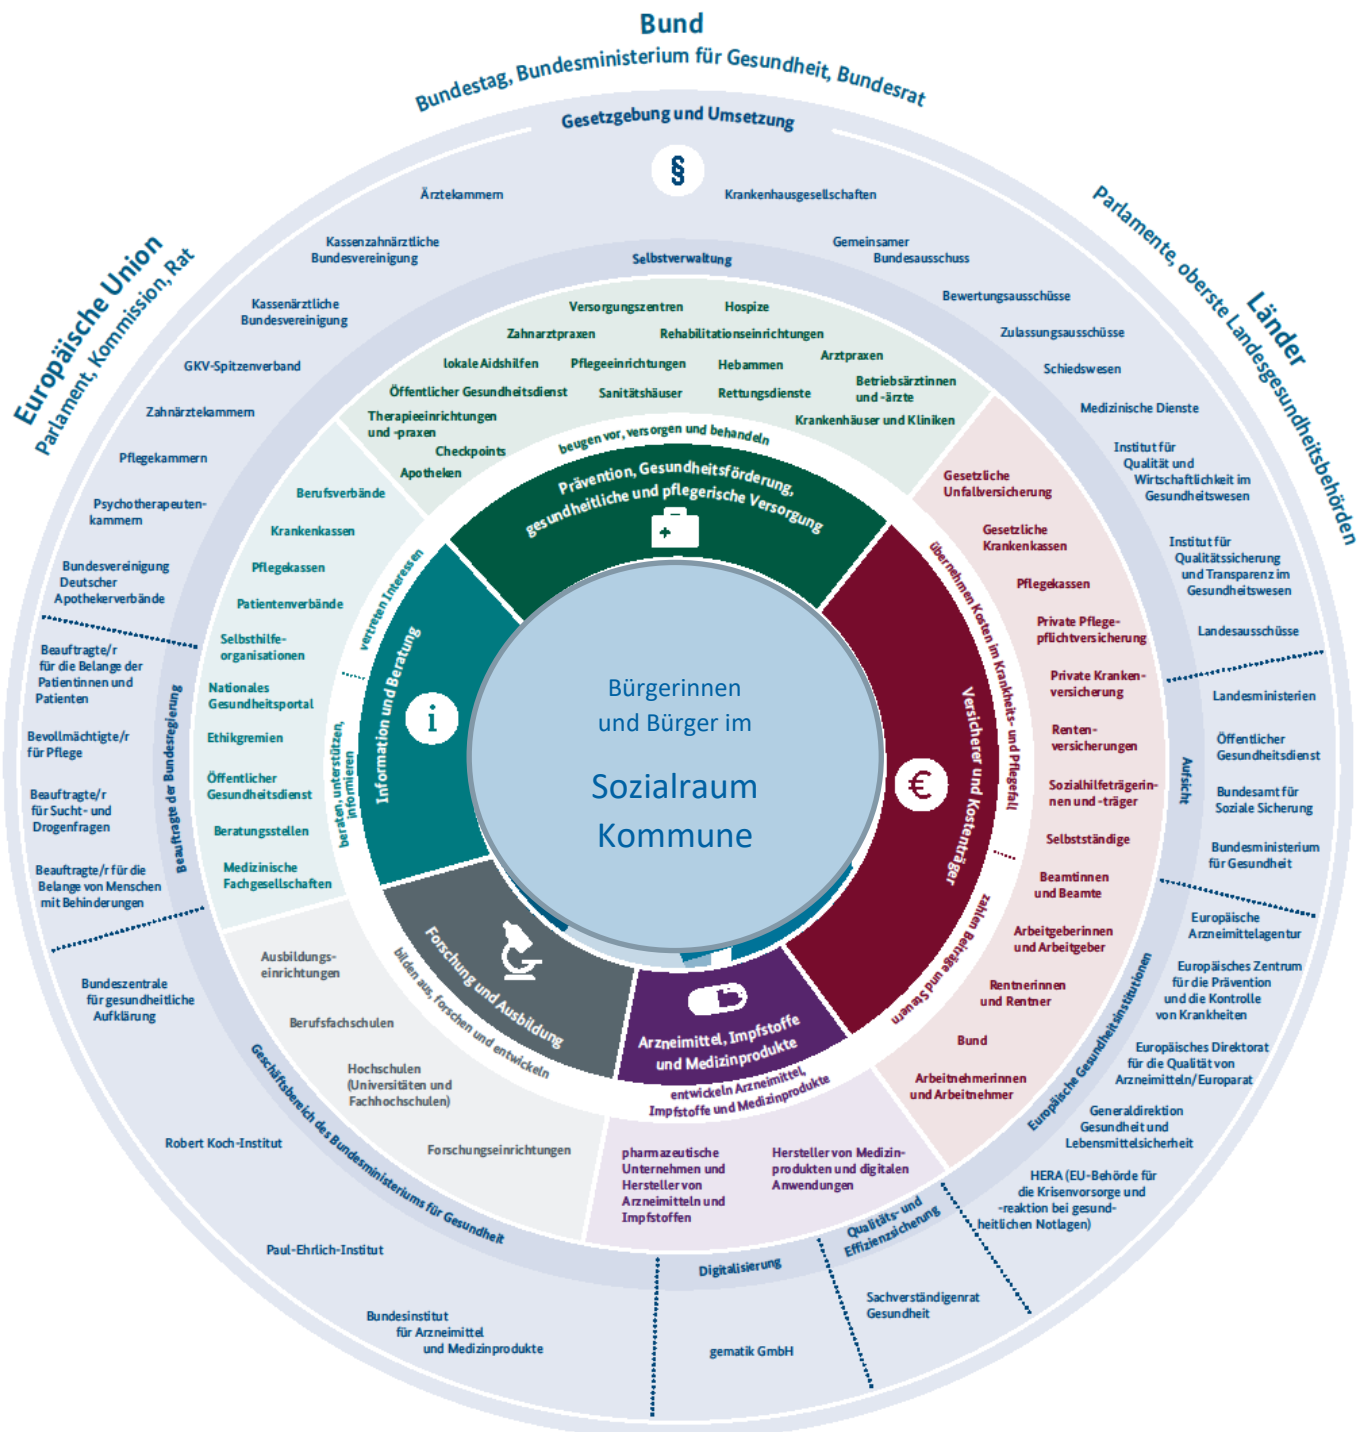 Bund
Bundestag, Bundesministerium für Gesundheit, Bundesrat
Gesetzgebung und Umsetzung
§
Europäische Union
Parlament, Kommission, Rat
Länder
Parlamente, oberste Landesgesundheitsbehörden
Selbstverwaltung
Ärztekammern
Kassenzahnärztliche
Bundesvereinigung
Kassenärztliche
Bundesvereinigung
GKV-Spitzenverband
Zahnärztekammern
Pflegekammern
Psychotherapeuten-
kammern
Bundesvereinigung
Deutscher
Apothekerverbände
Krankenhausgesellschaften
Gemeinsamer
Bundesausschuss
Bewertungsausschüsse
Zulassungsausschüsse
Schiedswesen
Medizinische Dienste
Institut für
Qualität und
Wirtschaftlichkeit im
Gesundheitswesen
Institut für
Qualitätssicherung
und Transparenz im
Gesundheitswesen
Landesausschüsse
Aufsicht
Landesministerien
Öffentlicher
Gesundheitsdienst
Bundesamt für
Soziale Sicherung
Bundesministerium
für Gesundheit
Europäische Gesundheitsinstitutionen
Europäische
Arzneimittelagentur
Europäisches Zentrum
für die Prävention
und die Kontrolle
von Krankheiten
Europäisches Direktorat
für die Qualität von
Arzneimitteln/Europarat
Generaldirektion
Gesundheit und
Lebensmittelsicherheit
HERA (EU-Behörde für
die Krisenvorsorge und
-reaktion bei gesund-
heitlichen Notlagen)
Qualitäts- und
Effizienzsicherung
Sachverständigenrat
Gesundheit
Digitalisierung
gematik GmbH
Geschäftsbereich des Bundesministeriums für Gesundheit
Bundeszentrale
für gesundheitliche
Aufklärung
Robert Koch-Institut
Paul-Ehrlich-Institut
Bundesinstitut
für Arzneimittel
und Medizinprodukte
Beauftragte der Bundesregierung
Beauftragte/r
für die Belange der
Patientinnen und
Patienten
Bevollmächtigte/r
für Pflege
Beauftragte/r
für Sucht- und
Drogenfragen
Beauftragte/r für die
Belange von Menschen
mit Behinderungen
Versorgungszentren
Hospize
Zahnarztpraxen
Rehabilitationseinrichtungen
lokale Aidshilfen
Pflegeeinrichtungen
Hebammen
Arztpraxen
Öffentlicher Gesundheitsdienst
Sanitätshäuser
Rettungsdienste
Betriebsärztinnen
und -ärzte
Therapieeinrichtungen
und -praxen
Krankenhäuser und Kliniken
Checkpoints
Apotheken
beugen vor, versorgen und behandeln
Prävention, Gesundheitsförderung,
gesundheitliche und pflegerische Versorgung
Gesetzliche
Unfallversicherung
Gesetzliche
Krankenkassen
Pflegekassen
Private Pflege-
pflichtversicherung
Private Kranken-
versicherung
Renten-
versicherungen
Sozialhilfeträgerin-
nen und -träger
Selbstständige
Beamtinnen
und Beamte
Arbeitgeberinnen
und Arbeitgeber
Rentnerinnen
und Rentner
Bund
Arbeitnehmerinnen
und Arbeitnehmer
übernehmen Kosten im Krankheits- und Pflegefall
zahlen Beiträge und Steuern
Versicherer und Kostenträger
€
pharmazeutische
Unternehmen und
Hersteller von
Arzneimitteln und
Impfstoffen
Hersteller von Medizin-
produkten und digitalen
Anwendungen
entwickeln Arzneimittel,
Impfstoffe und Medizinprodukte
Arzneimittel, Impfstoffe
und Medizinprodukte
Ausbildungs-
einrichtungen
Berufsfachschulen
Hochschulen
(Universitäten und
Fachhochschulen)
Forschungseinrichtungen
bilden aus, forschen und entwickeln
Forschung und Ausbildung
Berufsverbände
Krankenkassen
Pflegekassen
Patientenverbände
Selbsthilfe-
organisationen
Nationales
Gesundheitsportal
Ethikgremien
Öffentlicher
Gesundheitsdienst
Beratungsstellen
Medizinische
Fachgesellschaften
vertreten Interessen
beraten, unterstützen,
informieren
Information und Beratung
i
Bürgerinnen
und Bürger im
Sozialraum
Kommune